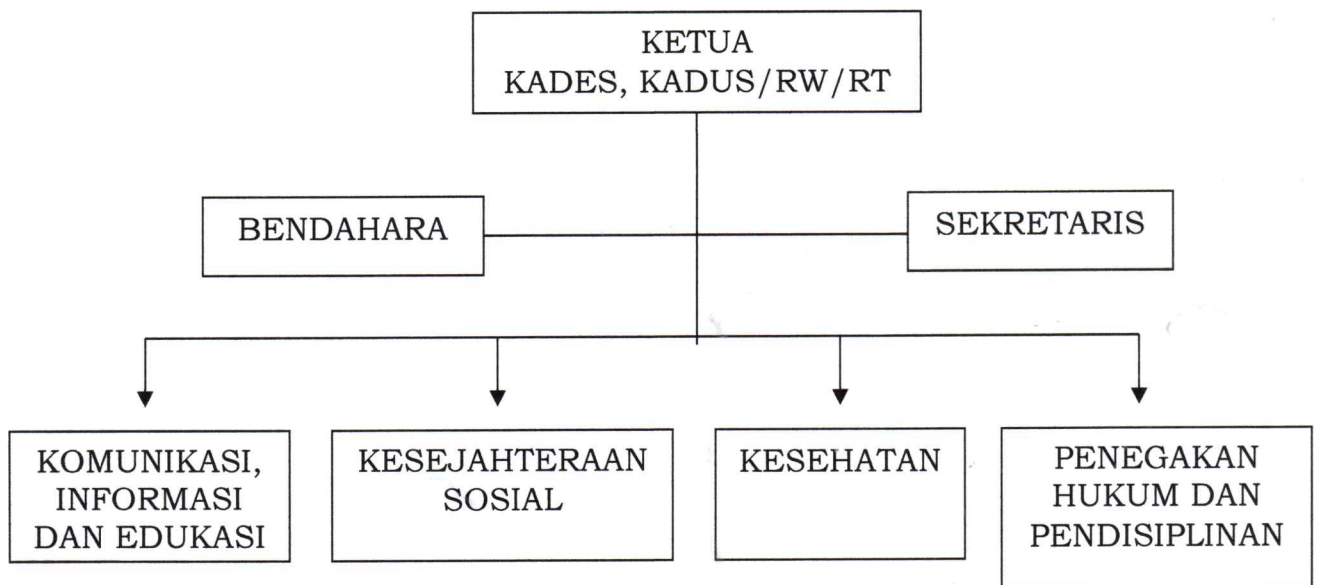 KETUA
KADES, KADUS/RW/RT
BENDAHARA
SEKRETARIS
KOMUNIKASI,
INFORMASI
DAN EDUKASI
KESEJAHTERAAN
SOSIAL
KESEHATAN
PENEGAKAN
HUKUM DAN
PENDISIPLINAN